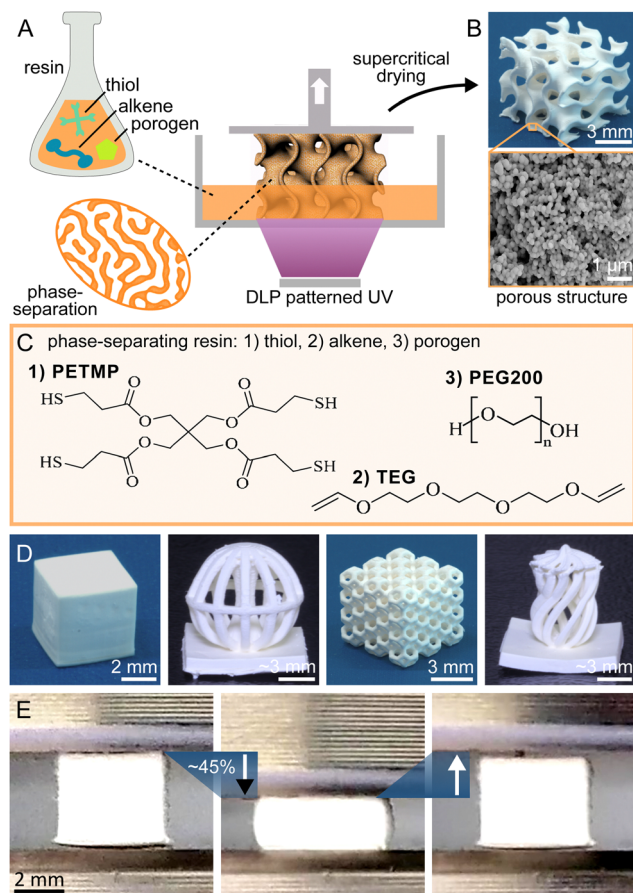 A
resin
thiol
alkene
porogen
phase-
separation
DLP patterned UV
supercritical
drying
B
3 mm
1 µm
porous structure
C phase-separating resin: 1) thiol, 2) alkene, 3) porogen
1) PETMP
HS
O
O
O
O
SH
HS
O
O
O
O
SH
3) PEG200
H
O
n
OH
2) TEG
O
O
O
O
D
2 mm
~3 mm
3 mm
~3 mm
E
~45%
2 mm